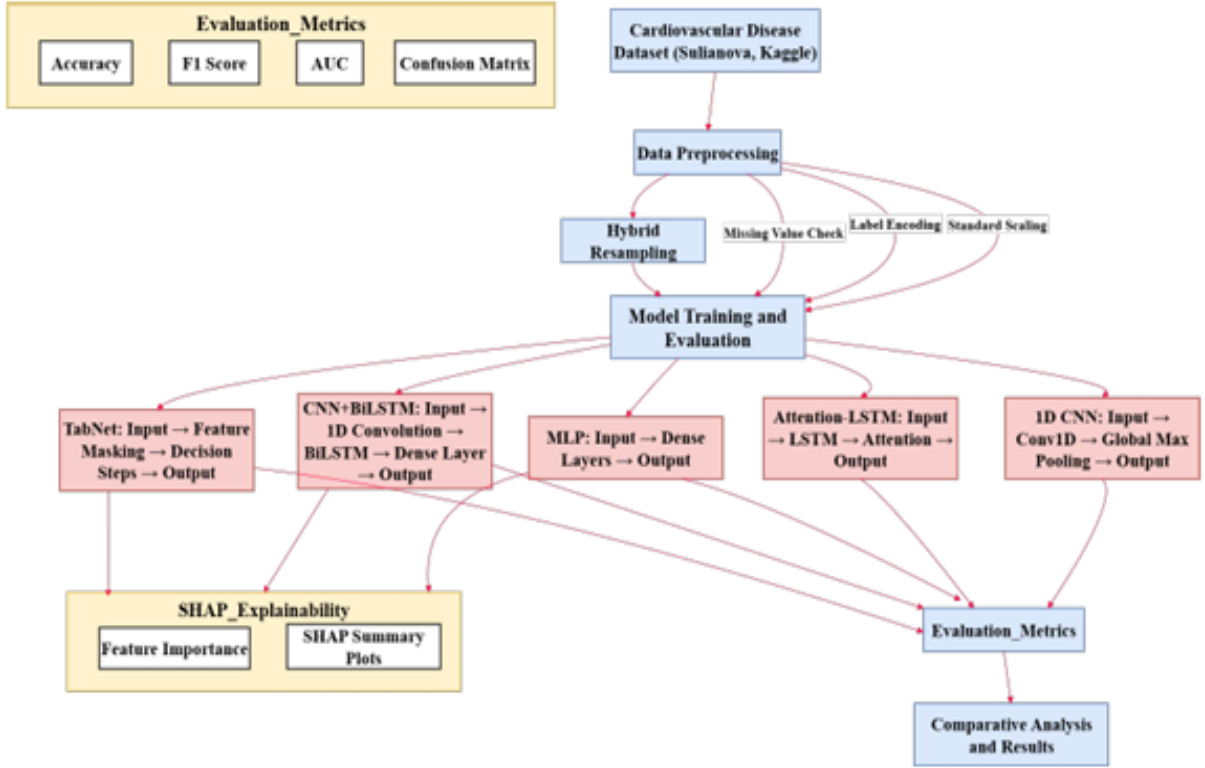 Evaluation_Metrics
Accuracy
F1 Score
AUC
Confusion Matrix
Cardiovascular Disease
Dataset (Sulianova, Kaggle)
Data Preprocessing
Hybrid
Resampling
Missing Value Check
Label Encoding
Standard Scaling
Model Training and
Evaluation
TabNet: Input → Feature
Masking → Decision
Steps → Output
CNN+BiLSTM: Input →
1D Convolution →
BiLSTM → Dense Layer
→ Output
MLP: Input → Dense
Layers → Output
Attention-LSTM: Input
→ LSTM → Attention →
Output
1D CNN: Input →
Conv1D → Global Max
Pooling → Output
SHAP_Explainability
Feature Importance
SHAP Summary
Plots
Evaluation_Metrics
Comparative Analysis
and Results